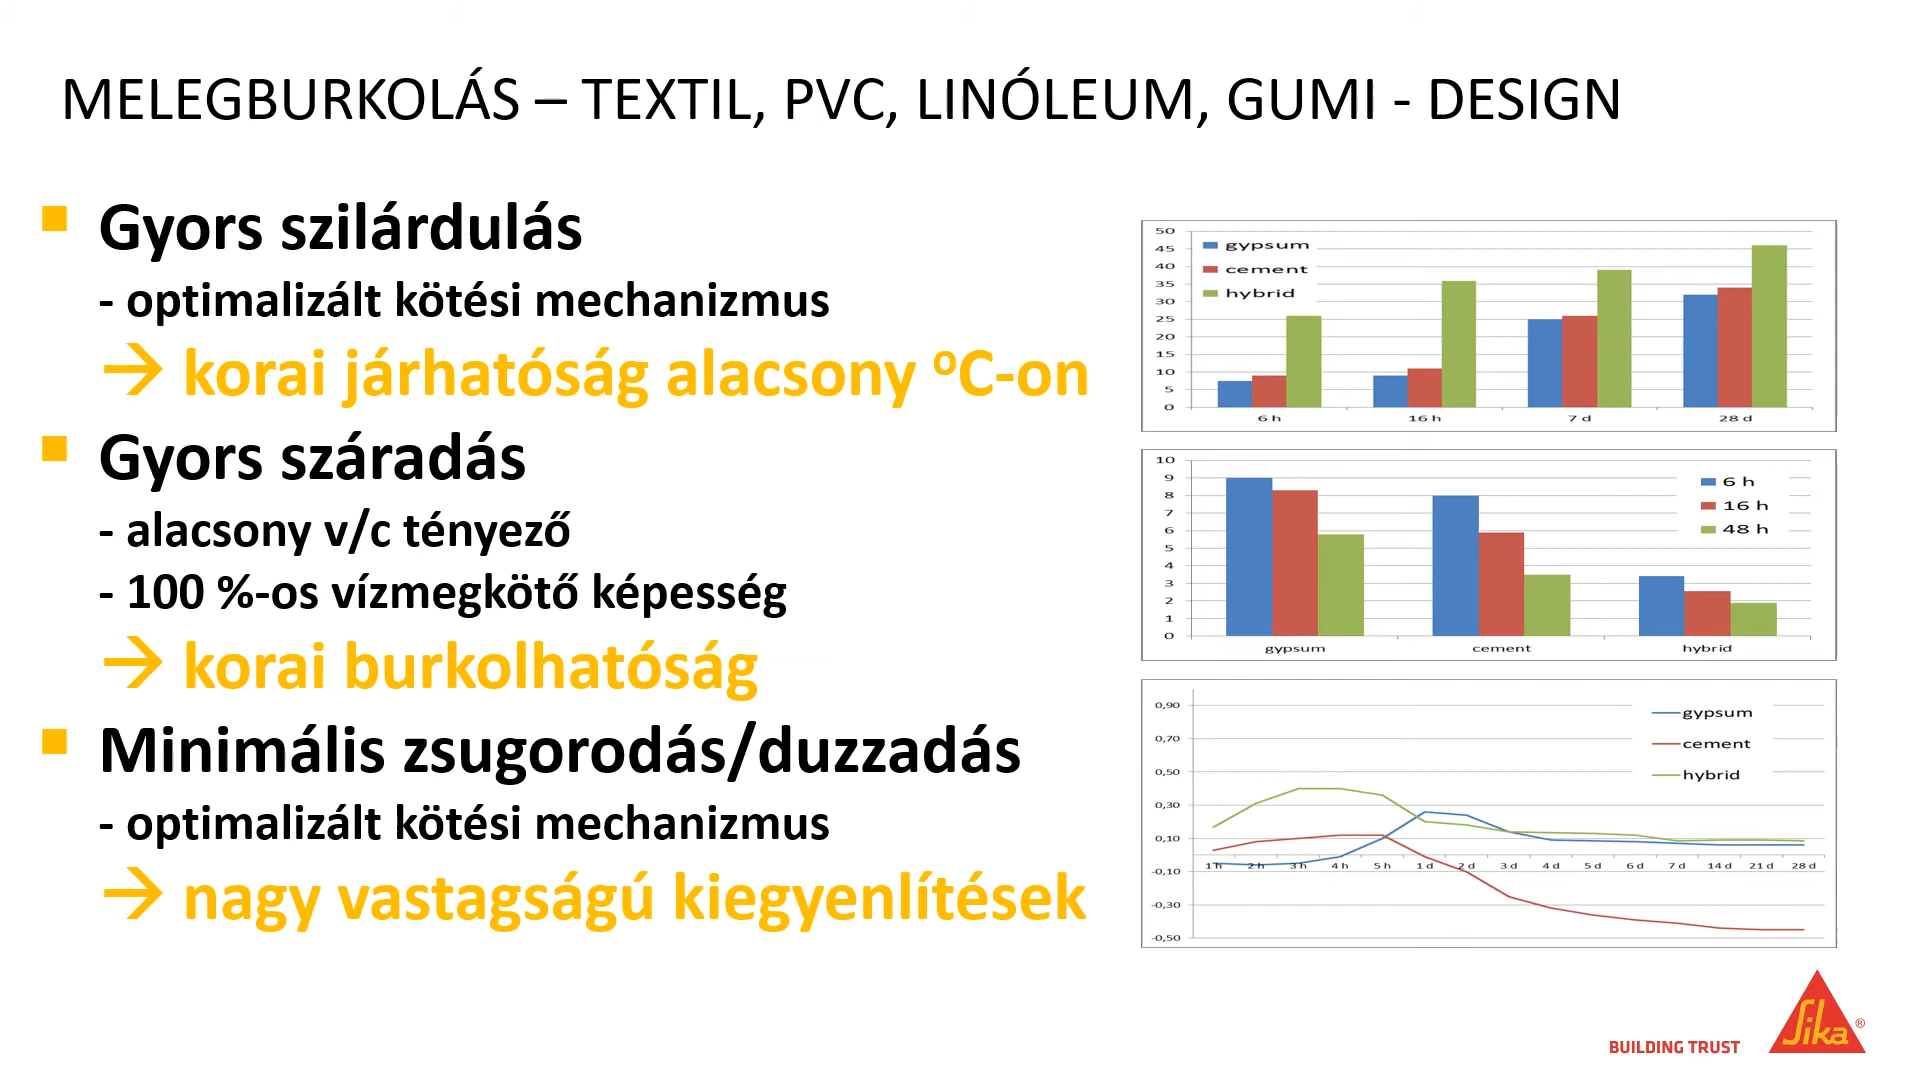 MELEGBURKOLÁS – TEXTIL, PVC, LINÓLEUM, GUMI - DESIGN
▪ Gyors szilárdulás
- optimalizált kötési mechanizmus
→ korai járhatóság alacsony ºC-on
▪ Gyors száradás
- alacsony v/c tényező
- 100 %-os vízmegkötő képesség
→ korai burkolhatóság
▪ Minimális zsugorodás/duzzadás
- optimalizált kötési mechanizmus
→ nagy vastagságú kiegyenlítések
50
45
40
35
30
25
20
15
10
5
0
gypsum
cement
hybrid
6 h 16 h 7 d 28 d
10
9
8
7
6
5
4
3
2
1
0
6 h
16 h
48 h
gypsum cement hybrid
0,90
0,70
0,50
0,30
0,10
-0,10
-0,30
-0,50
gypsum
cement
hybrid
1 h 2 h 3 h 4 h 5 h 1 d 2 d 3 d 4 d 5 d 6 d 7 d 14 d 21 d 28 d
BUILDING TRUST
Sika®